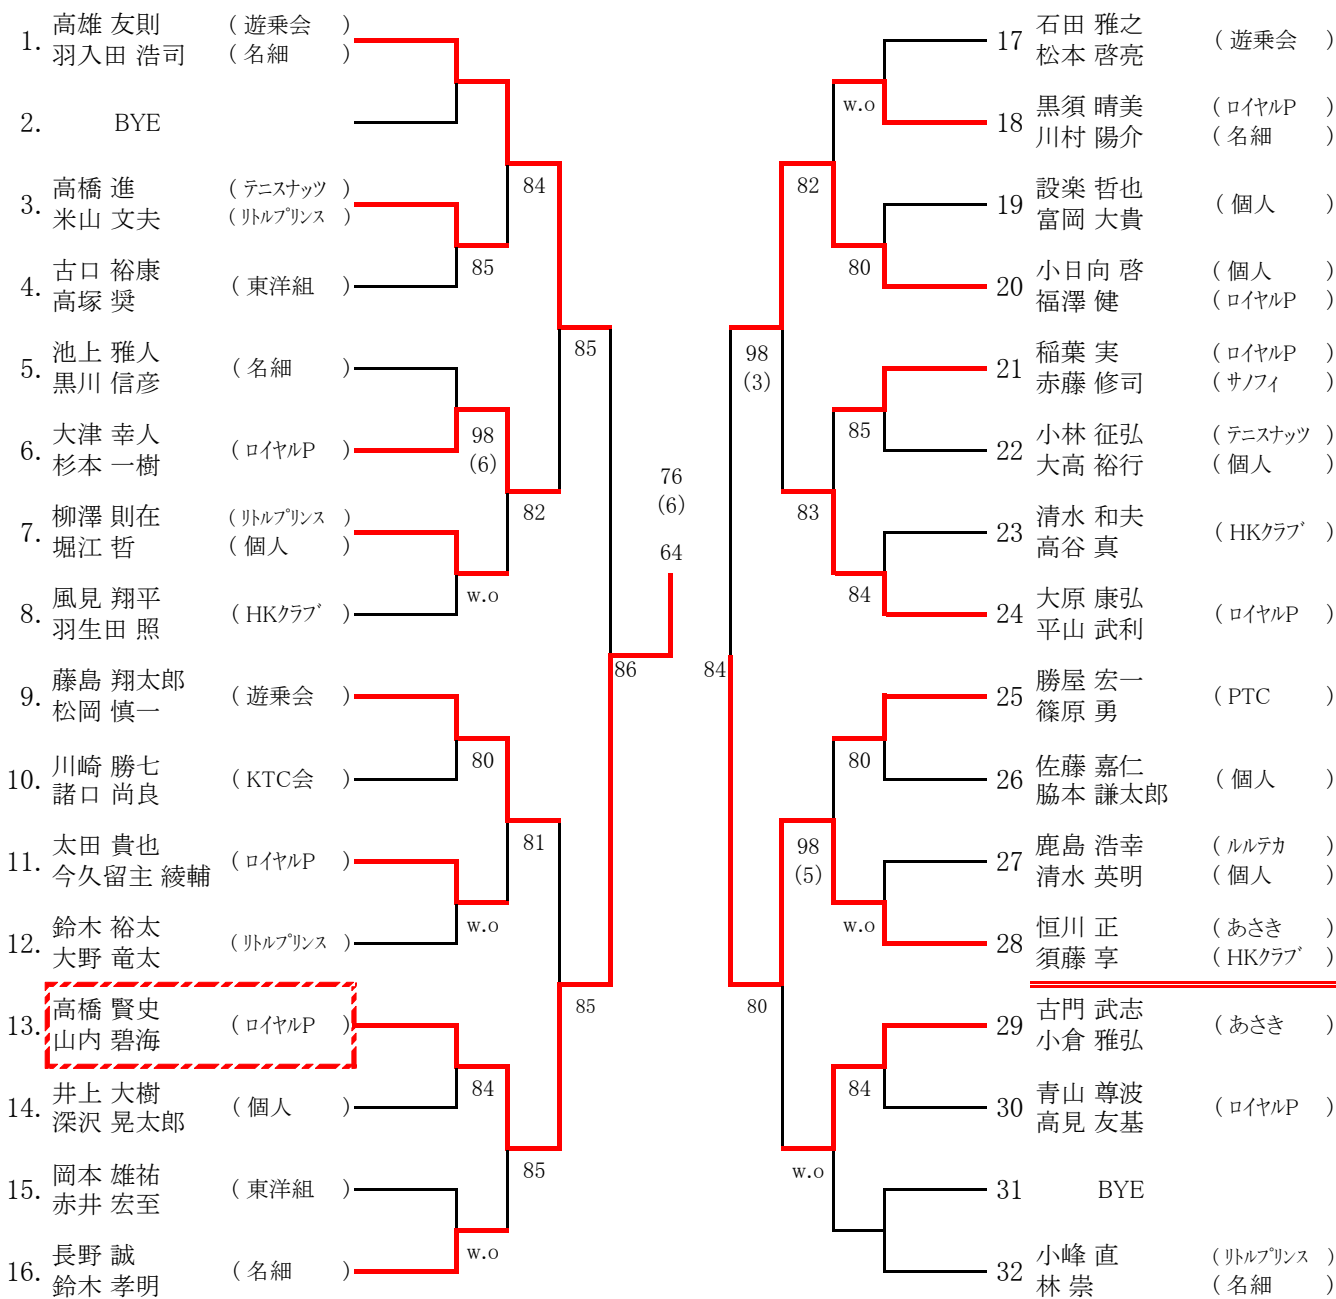 1. 高雄 友則 (遊乗会)
羽入田 浩司 (名細)
2. BYE
3. 高橋 進 (テニスナッツ)
米山 文夫 (リトルプリンス)
84
4. 古口 裕康 (東洋組)
高塚 奨
85
5. 池上 雅人 (名細)
黒川 信彦
85
6. 大津 幸人 (ロイヤルP)
杉本 一樹
98
(6)
7. 柳澤 則在 (リトルプリンス)
堀江 哲 (個人)
82
8. 風見 翔平 (HKクラブ)
羽生田 照
w.o
9. 藤島 翔太郎 (遊乗会)
松岡 慎一
86
10. 川崎 勝七 (KTC会)
諸口 尚良
80
11. 太田 貴也 (ロイヤルP)
今久留主 綾輔
81
12. 鈴木 裕太 (リトルプリンス)
大野 竜太
w.o
13. 高橋 賢史 (ロイヤルP)
山内 碧海
85
14. 井上 大樹 (個人)
深沢 晃太郎
84
15. 岡本 雄祐 (東洋組)
赤井 宏至
85
16. 長野 誠 (名細)
鈴木 孝明
w.o
76
(6)
64
17 石田 雅之 (遊乗会)
松本 啓亮
w.o
18 黒須 晴美 (ロイヤルP)
川村 陽介 (名細)
82
19 設楽 哲也 (個人)
富岡 大貴
80
20 小日向 啓 (個人)
福澤 健 (ロイヤルP)
98
(3)
21 稲葉 実 (ロイヤルP)
赤藤 修司 (サノフィ)
85
22 小林 征弘 (テニスナッツ)
大高 裕行 (個人)
83
23 清水 和夫 (HKクラブ)
高谷 真
84
24 大原 康弘 (ロイヤルP)
平山 武利
84
25 勝屋 宏一 (PTC)
篠原 勇
80
26 佐藤 嘉仁 (個人)
脇本 謙太郎
98
(5)
27 鹿島 浩幸 (ルルテカ)
清水 英明 (個人)
w.o
28 恒川 正 (あさき)
須藤 享 (HKクラブ)
80
29 古門 武志 (あさき)
小倉 雅弘
84
30 青山 尊波 (ロイヤルP)
高見 友基
w.o
31 BYE
32 小峰 直 (リトルプリンス)
林 崇 (名細)